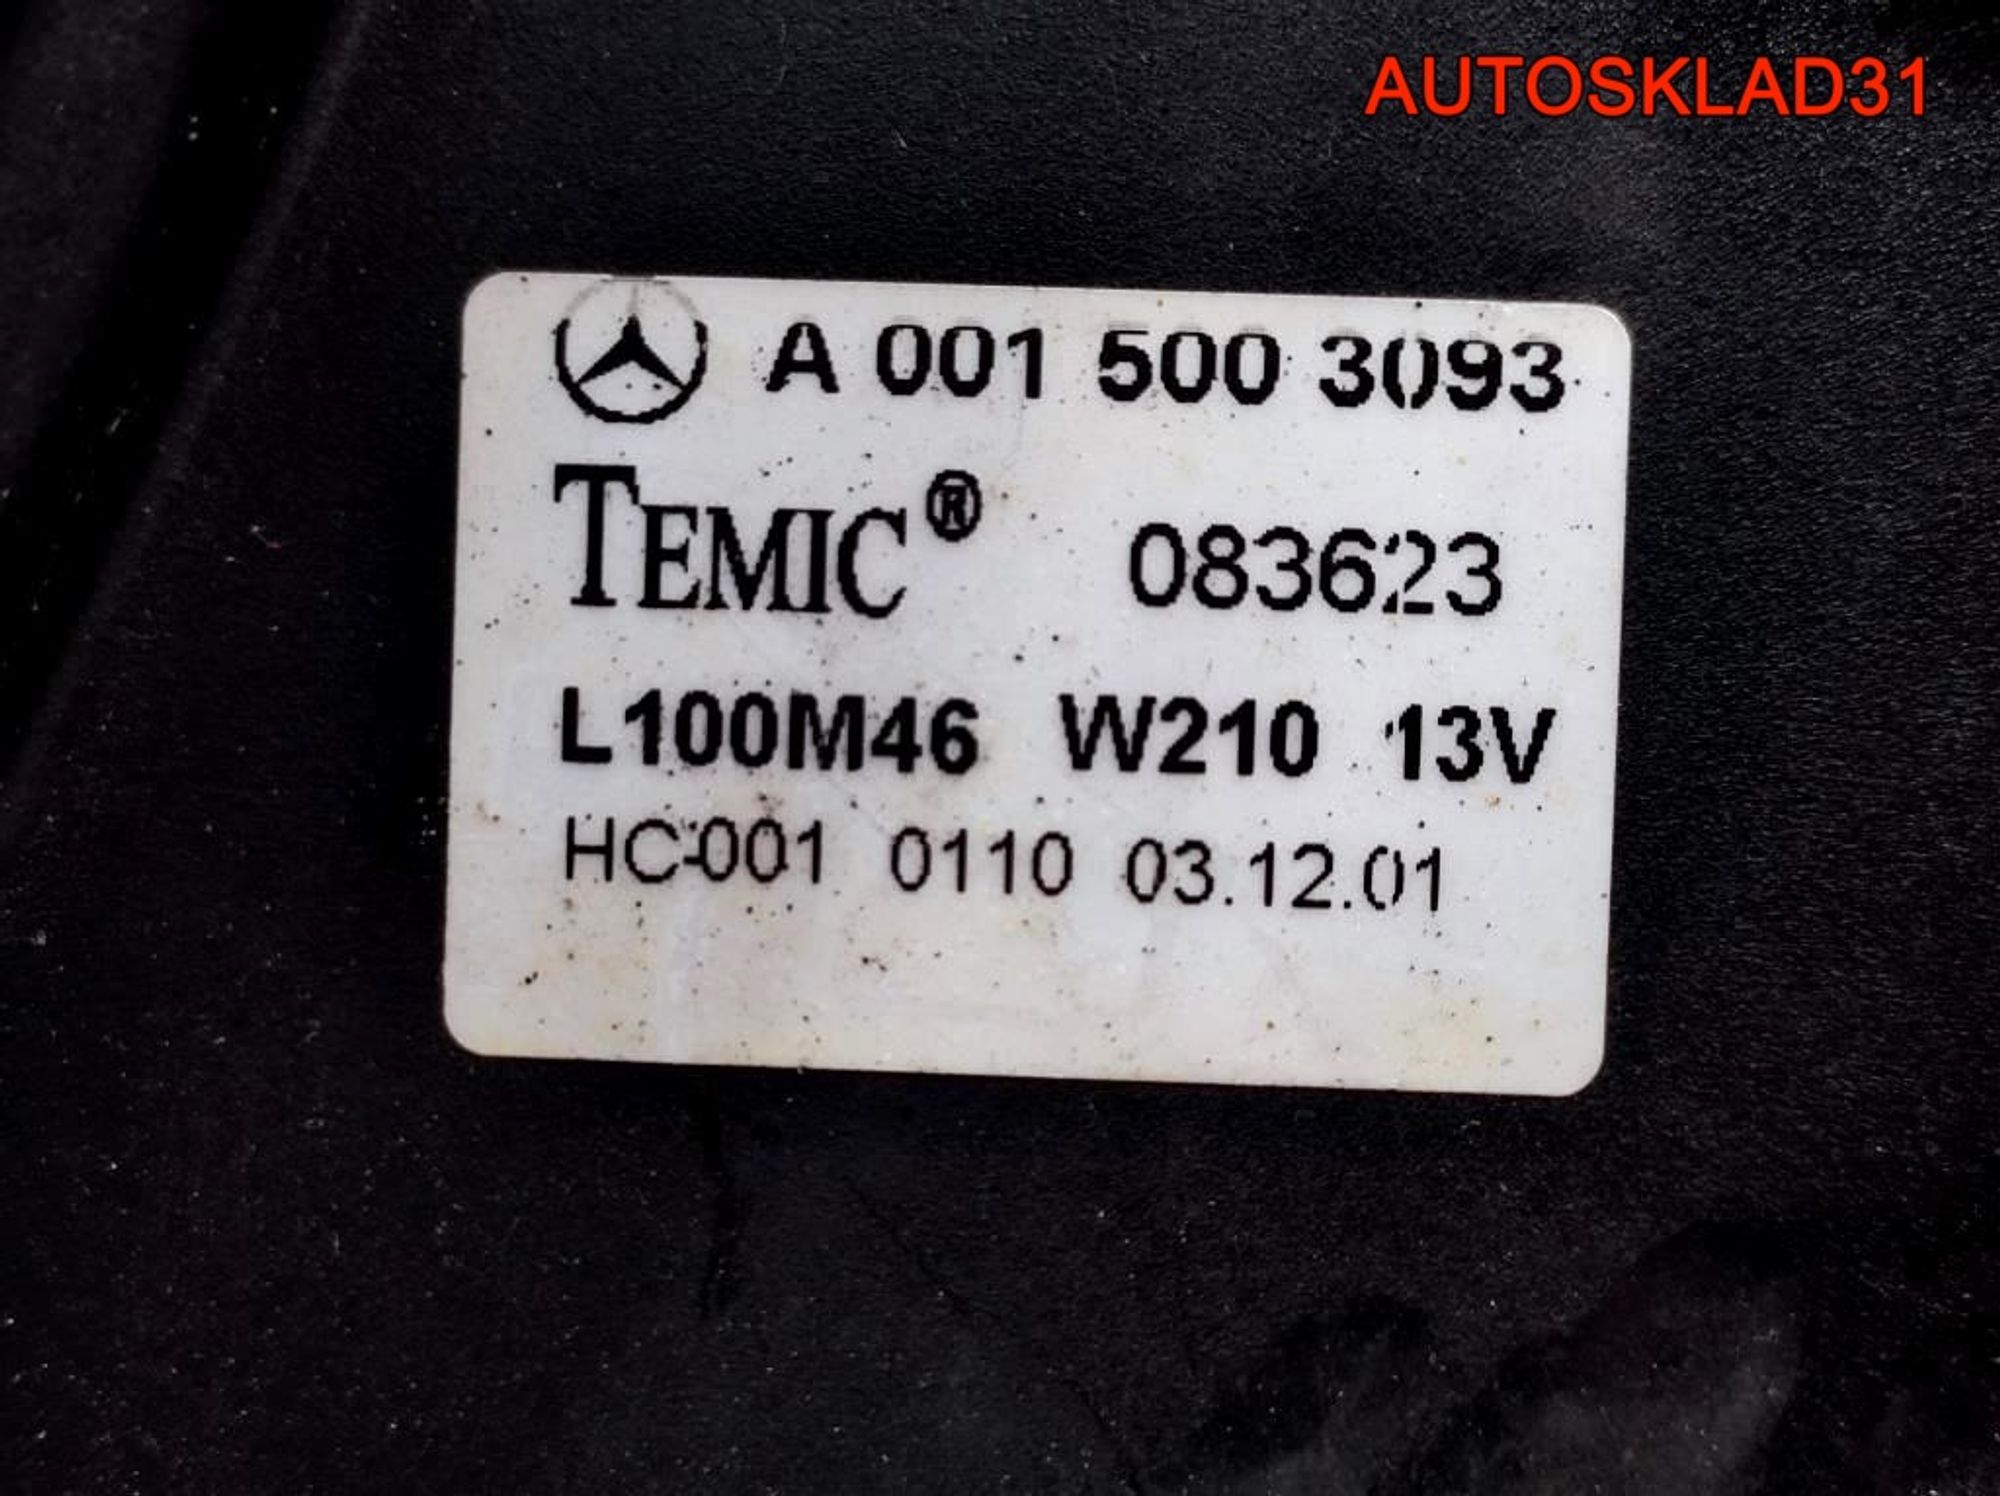 AUTOSKLAD31
A 001 500 3093
TEMIC® 083623
L100M46 W210 13V
HC-001 0110 03.12.01